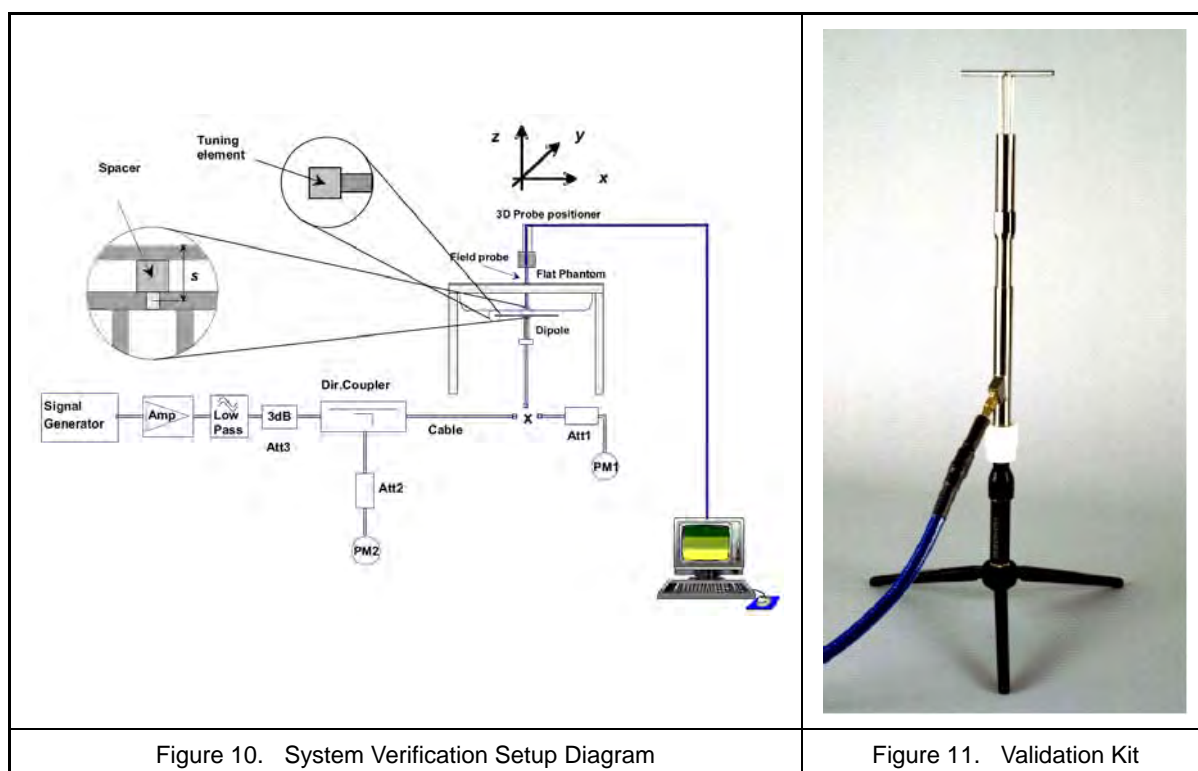 Tuning
element
Spacer
s
z
y
x
3D Probe positioner
Field probe
Flat Phantom
Dipole
Signal
Generator
Amp
Low
Pass
3dB
Att3
Dir.Coupler
Cable
x
Att1
PM1
Att2
PM2
Figure 10. System Verification Setup Diagram
Figure 11. Validation Kit